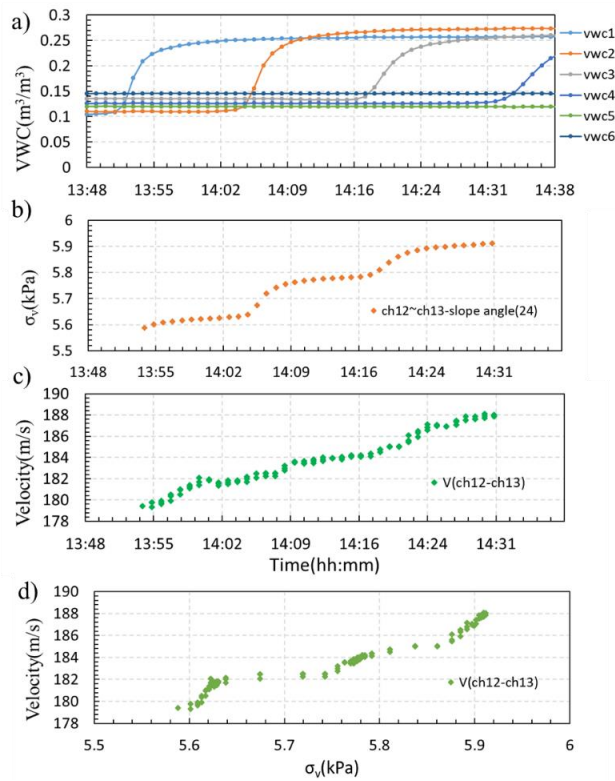 a)
VWC(m³/m³)
0.3
0.25
0.2
0.15
0.1
0.05
0
13:48 13:55 14:02 14:09 14:16 14:24 14:31 14:38
vwc1
vwc2
vwc3
vwc4
vwc5
vwc6
b)
σv(kPa)
6
5.9
5.8
5.7
5.6
5.5
ch12~ch13-slope angle(24)
13:48 13:55 14:02 14:09 14:16 14:24 14:31
c)
Velocity(m/s)
190
188
186
184
182
180
178
V(ch12-ch13)
13:48 13:55 14:02 14:09 14:16 14:24 14:31
Time(hh:mm)
d)
Velocity(m/s)
190
188
186
184
182
180
178
V(ch12-ch13)
5.5 5.6 5.7 5.8 5.9 6
σv(kPa)